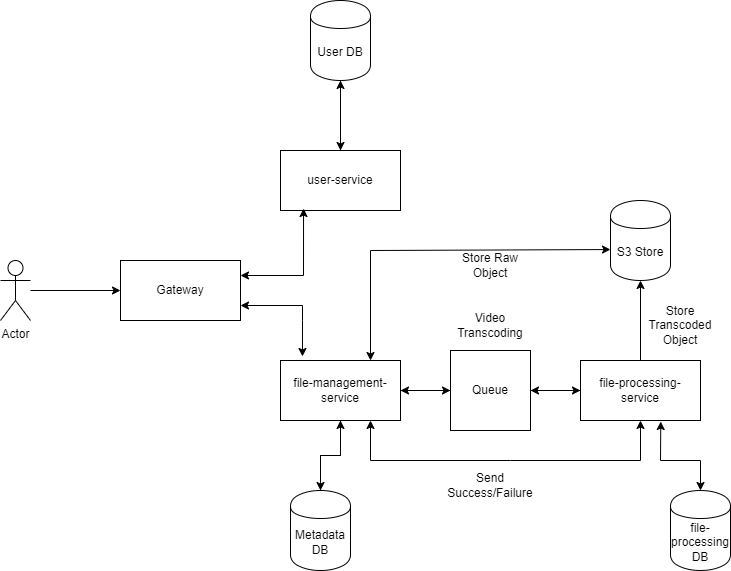 User DB
user-service
S3 Store
Store Raw
Object
Gateway
Actor
Video
Transcoding
Store
Transcoded
Object
file-management-
service
Queue
file-processing-
service
Send
Success/Failure
Metadata
DB
file-
processing
DB